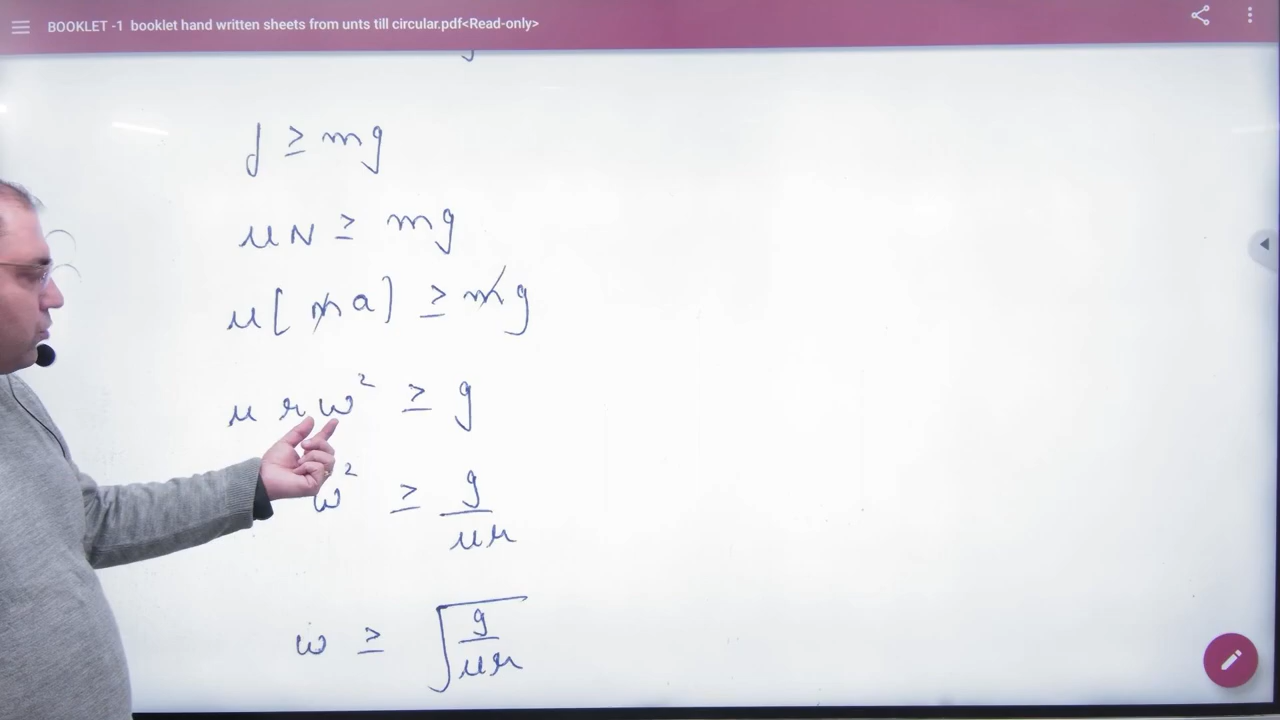 BOOKLET -1 booklet hand written sheets from unts till circular.pdf<Read-only>
f ≥ mg
μN ≥ mg
μ[ma] ≥ mg
μrω² ≥ g
ω² ≥ g/μr
ω ≥ √(g/μr)